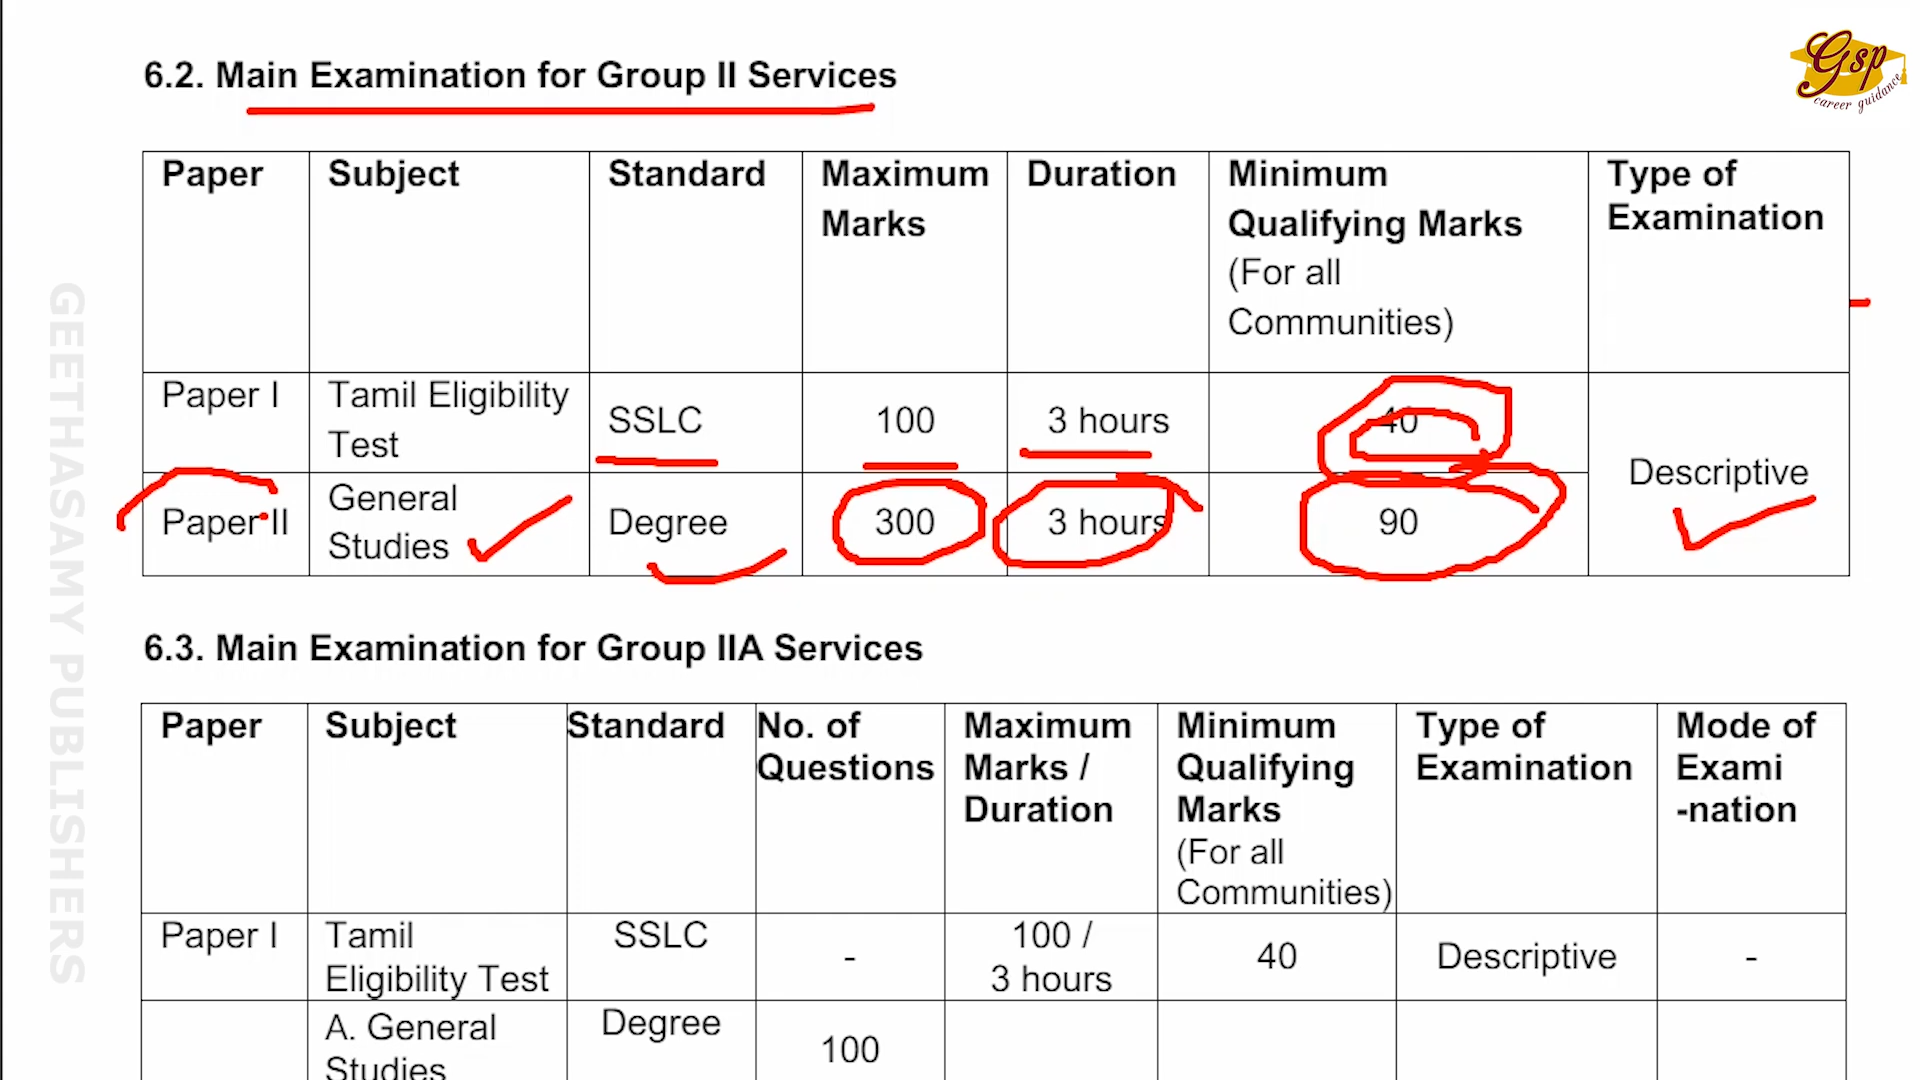 Gsp
career guidance
GEETHASAMY PUBLISHERS
6.2. Main Examination for Group II Services
Paper Subject Standard Maximum Marks Duration Minimum Qualifying Marks (For all Communities) Type of Examination
Paper I Tamil Eligibility Test SSLC 100 3 hours 40 Descriptive
Paper II General Studies Degree 300 3 hours 90
6.3. Main Examination for Group IIA Services
Paper Subject Standard No. of Questions Maximum Marks / Duration Minimum Qualifying Marks (For all Communities) Type of Examination Mode of Exami -nation
Paper I Tamil Eligibility Test SSLC - 100 / 3 hours 40 Descriptive -
A. General Studies Degree 100